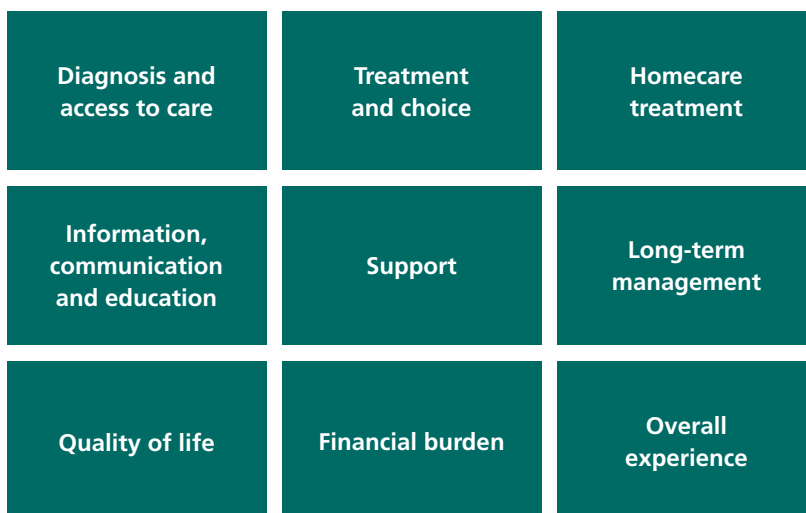 Diagnosis and
access to care
Treatment
and choice
Homecare
treatment
Information,
communication
and education
Support
Long-term
management
Quality of life
Financial burden
Overall
experience